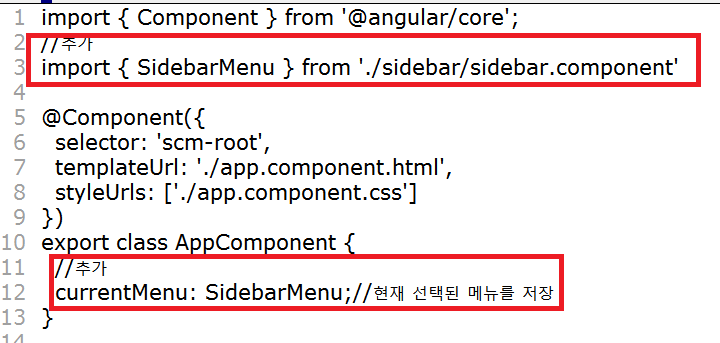 1 import { Component } from '@angular/core';
2 //추가
3 import { SidebarMenu } from './sidebar/sidebar.component'
4
5 @Component({
6   selector: 'scm-root',
7   templateUrl: './app.component.html',
8   styleUrls: ['./app.component.css']
9 })
10 export class AppComponent {
11   //추가
12   currentMenu: SidebarMenu;//현재 선택된 메뉴를 저장
13 }
14